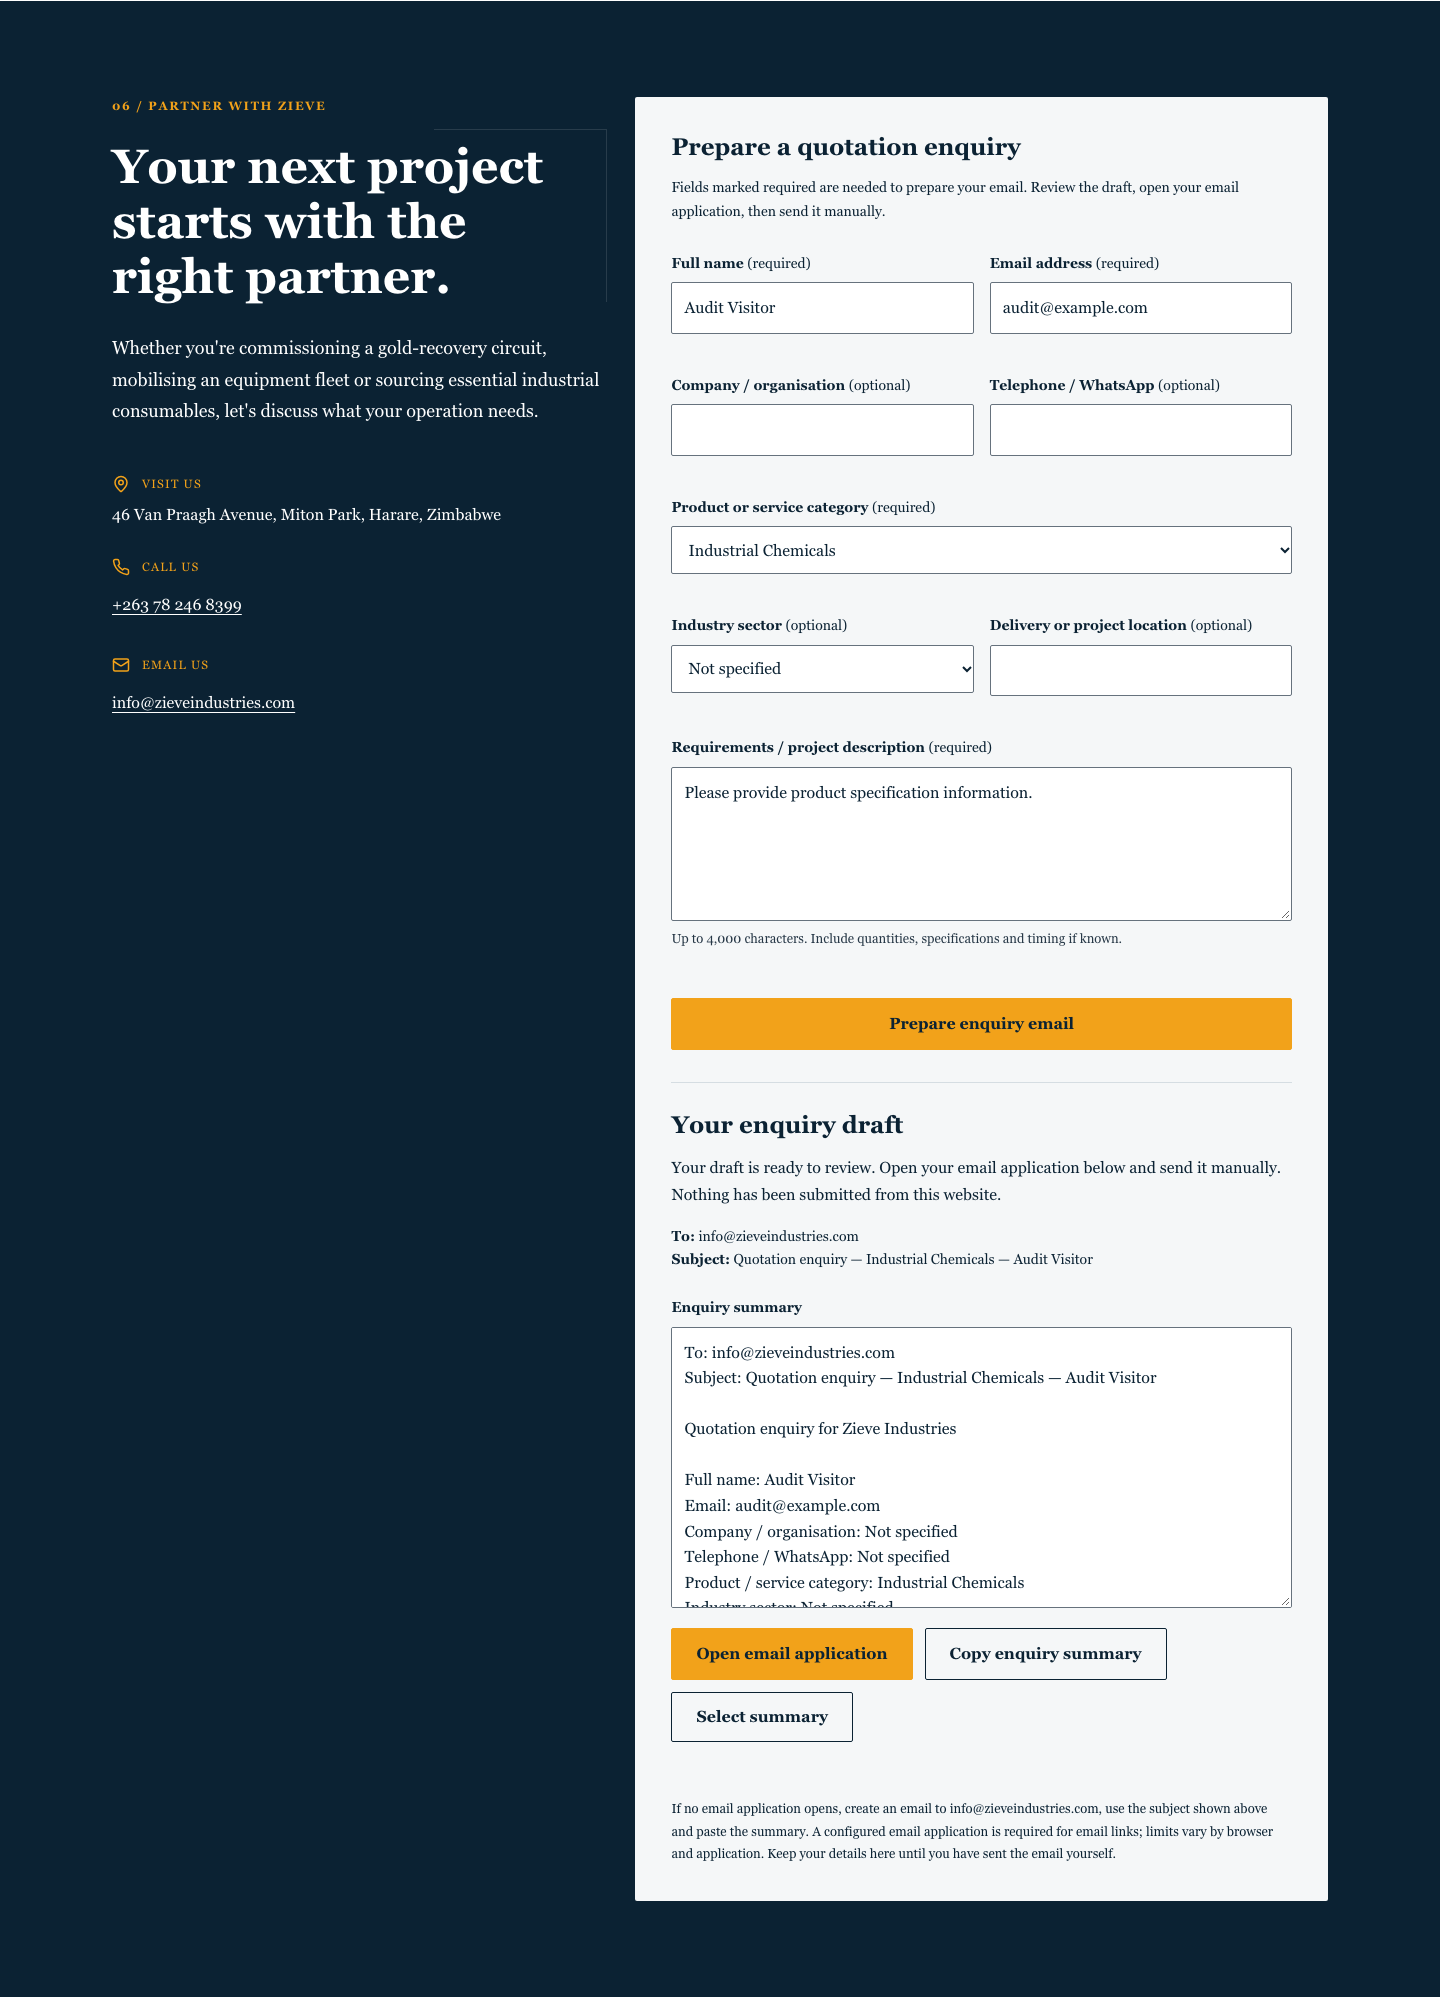 06 / PARTNER WITH ZIEVE
Your next project
starts with the
right partner.
Whether you're commissioning a gold-recovery circuit,
mobilising an equipment fleet or sourcing essential industrial
consumables, let's discuss what your operation needs.
VISIT US
46 Van Praagh Avenue, Miton Park, Harare, Zimbabwe
CALL US
+263 78 246 8399
EMAIL US
info@zieveindustries.com
Prepare a quotation enquiry
Fields marked required are needed to prepare your email. Review the draft, open your email
application, then send it manually.
Full name (required)
Email address (required)
Audit Visitor
audit@example.com
Company / organisation (optional)
Telephone / WhatsApp (optional)
Product or service category (required)
Industrial Chemicals
Industry sector (optional)
Delivery or project location (optional)
Not specified
Requirements / project description (required)
Please provide product specification information.
Up to 4,000 characters. Include quantities, specifications and timing if known.
Prepare enquiry email
Your enquiry draft
Your draft is ready to review. Open your email application below and send it manually.
Nothing has been submitted from this website.
To: info@zieveindustries.com
Subject: Quotation enquiry — Industrial Chemicals — Audit Visitor
Enquiry summary
To: info@zieveindustries.com
Subject: Quotation enquiry — Industrial Chemicals — Audit Visitor
Quotation enquiry for Zieve Industries
Full name: Audit Visitor
Email: audit@example.com
Company / organisation: Not specified
Telephone / WhatsApp: Not specified
Product / service category: Industrial Chemicals
Industry sector: Not specified
Open email application
Copy enquiry summary
Select summary
If no email application opens, create an email to info@zieveindustries.com, use the subject shown above
and paste the summary. A configured email application is required for email links; limits vary by browser
and application. Keep your details here until you have sent the email yourself.